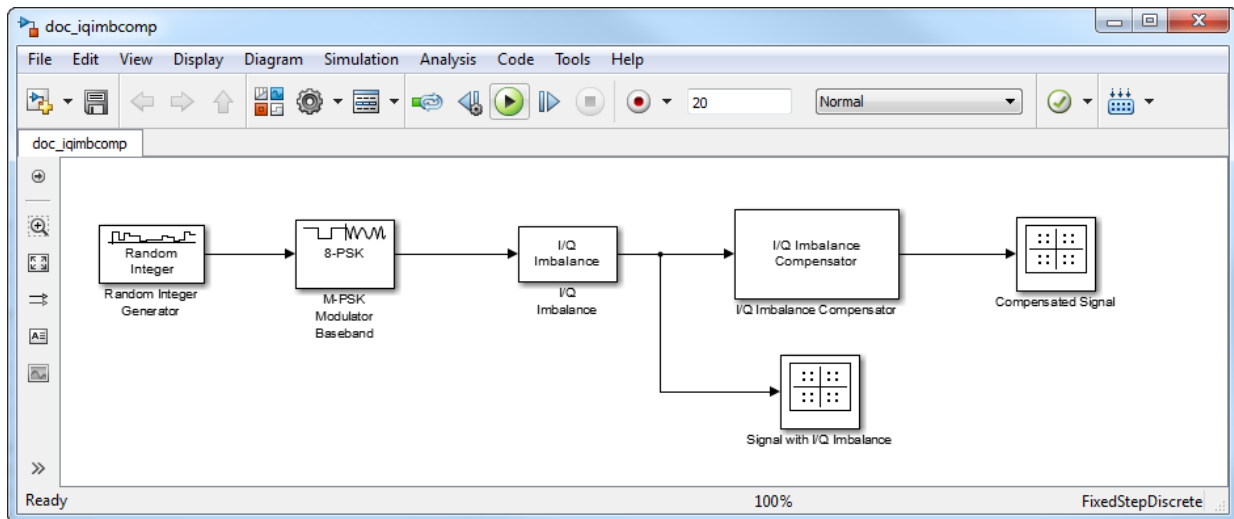 doc_iqimbcomp
File Edit View Display Diagram Simulation Analysis Code Tools Help
20 Normal
doc_iqimbcomp
Random
Integer
Random Integer
Generator
8-PSK
M-PSK
Modulator
Baseband
I/Q
Imbalance
I/Q
Imbalance
I/Q Imbalance
Compensator
I/Q Imbalance Compensator
Compensated Signal
Signal with I/Q Imbalance
A
Ready 100% FixedStepDiscrete